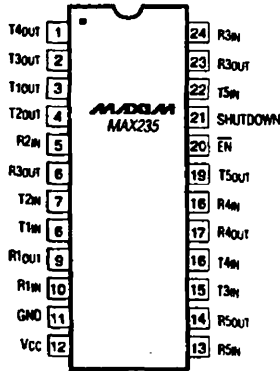 T4OUT 1
T3OUT 2
T1OUT 3
T2OUT 4
R2IN 5
R3OUT 6
T2IN 7
T1IN 8
R1OUT 9
R1IN 10
GND 11
VCC 12
MAXIM
MAX235
24 R3IN
23 R3OUT
22 T5IN
21 SHUTDOWN
20 E̅N̅
19 T5OUT
18 R4IN
17 R4OUT
16 T4IN
15 T3IN
14 R5OUT
13 R5IN